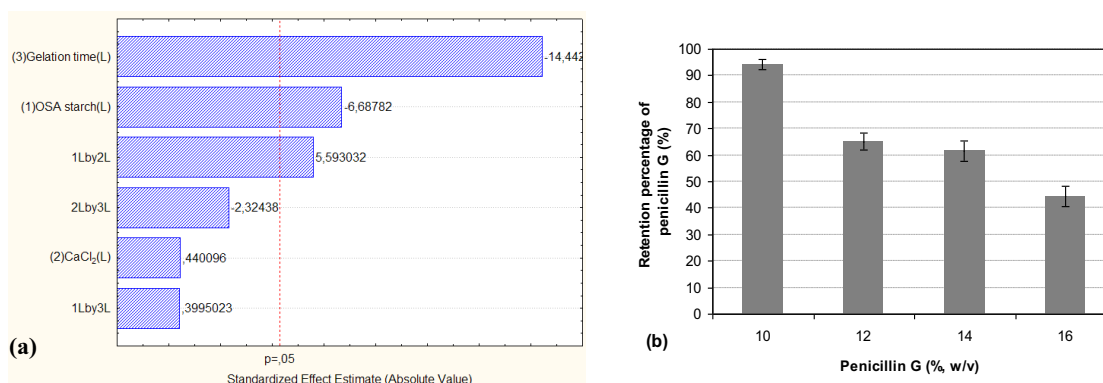 (3)Gelation time(L)
-14,442
(1)OSA starch(L)
-6,68782
1Lby2L
5,593032
2Lby3L
-2,32438
(2)CaCl₂(L)
,440096
1Lby3L
,3995023
(a)
p=,05
Standardized Effect Estimate (Absolute Value)
Retention percentage of
penicillin G (%)
100
90
80
70
60
50
40
30
20
10
0
10 12 14 16
(b)
Penicillin G (%, w/v)